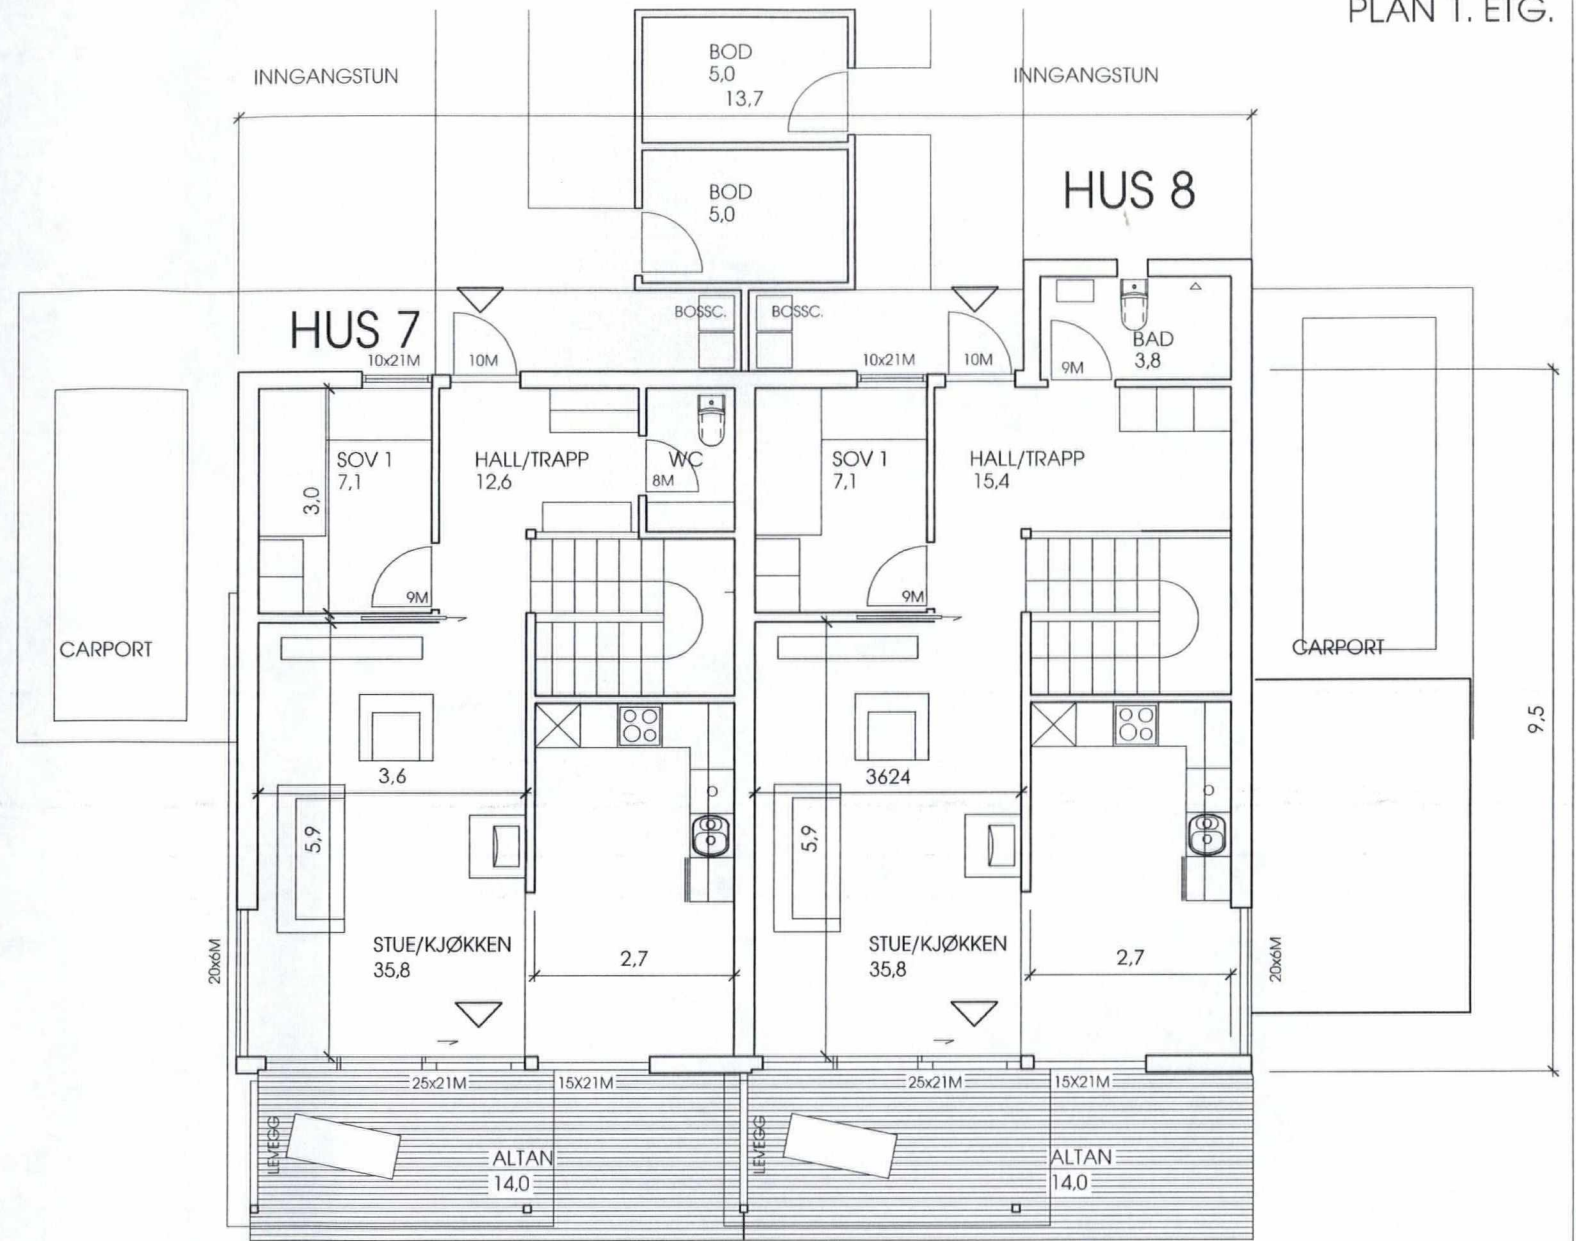 PLAN 1. ETG.
INNGANGSTUN
BOD
5,0
13,7
INNGANGSTUN
BOD
5,0
HUS 8
HUS 7
BOSSC.
BOSSC.
10x21M
10M
10x21M
10M
9M
BAD
3,8
SOV 1
7,1
HALL/TRAPP
12,6
WC
8M
SOV 1
7,1
HALL/TRAPP
15,4
3,0
9M
9M
CARPORT
CARPORT
9,5
3,6
3624
5,9
5,9
STUE/KJØKKEN
35,8
2,7
STUE/KJØKKEN
35,8
2,7
20x6M
20x6M
25x21M
15X21M
25x21M
15X21M
LEVEGG
ALTAN
14,0
LEVEGG
ALTAN
14,0